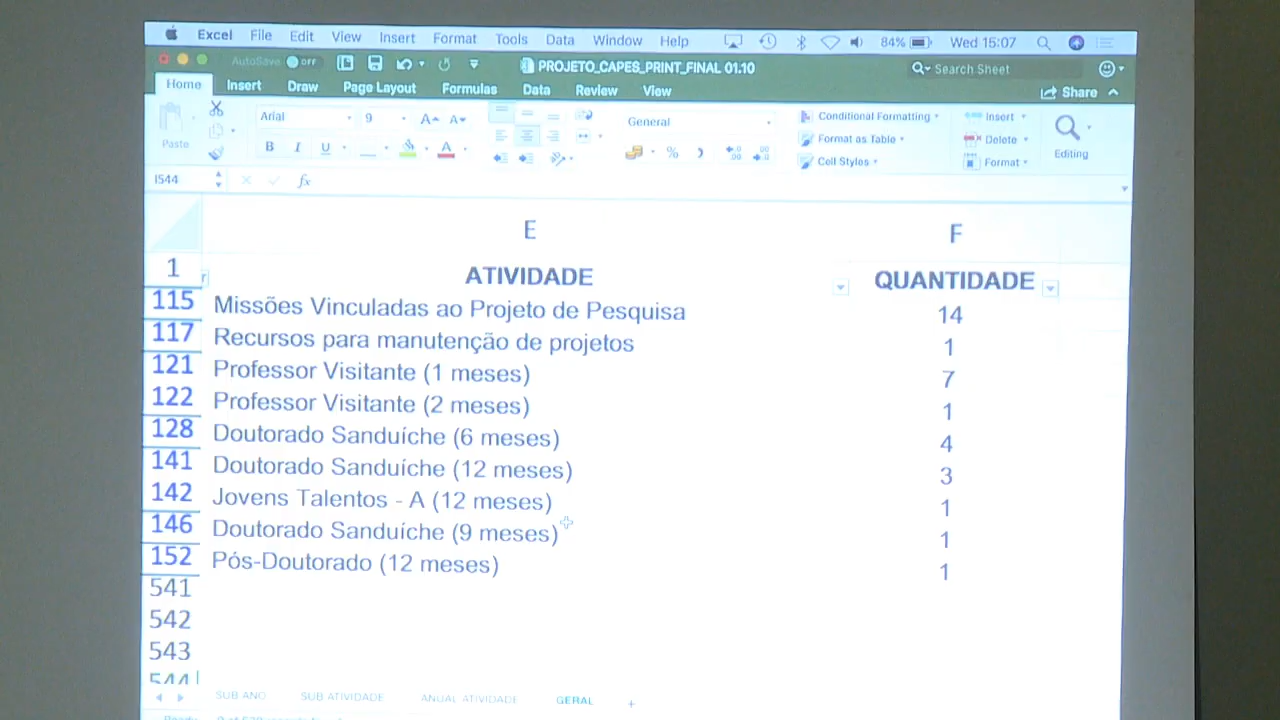 Excel File Edit View Insert Format Tools Data Window Help 84% Wed 15:07
AutoSave OFF PROJETO_CAPES_PRINT_FINAL 01.10 Search Sheet
Home Insert Draw Page Layout Formulas Data Review View Share
Paste Arial 9 General Conditional Formatting Insert
Format as Table Delete
B I U A % Cell Styles Format Editing
I544 fx
E F
1 ATIVIDADE QUANTIDADE
115 Missões Vinculadas ao Projeto de Pesquisa 14
117 Recursos para manutenção de projetos 1
121 Professor Visitante (1 meses) 7
122 Professor Visitante (2 meses) 1
128 Doutorado Sanduíche (6 meses) 4
141 Doutorado Sanduíche (12 meses) 3
142 Jovens Talentos - A (12 meses) 1
146 Doutorado Sanduíche (9 meses) 1
152 Pós-Doutorado (12 meses) 1
541
542
543
544
SUB ANO SUB ATIVIDADE ANUAL ATIVIDADE GERAL +